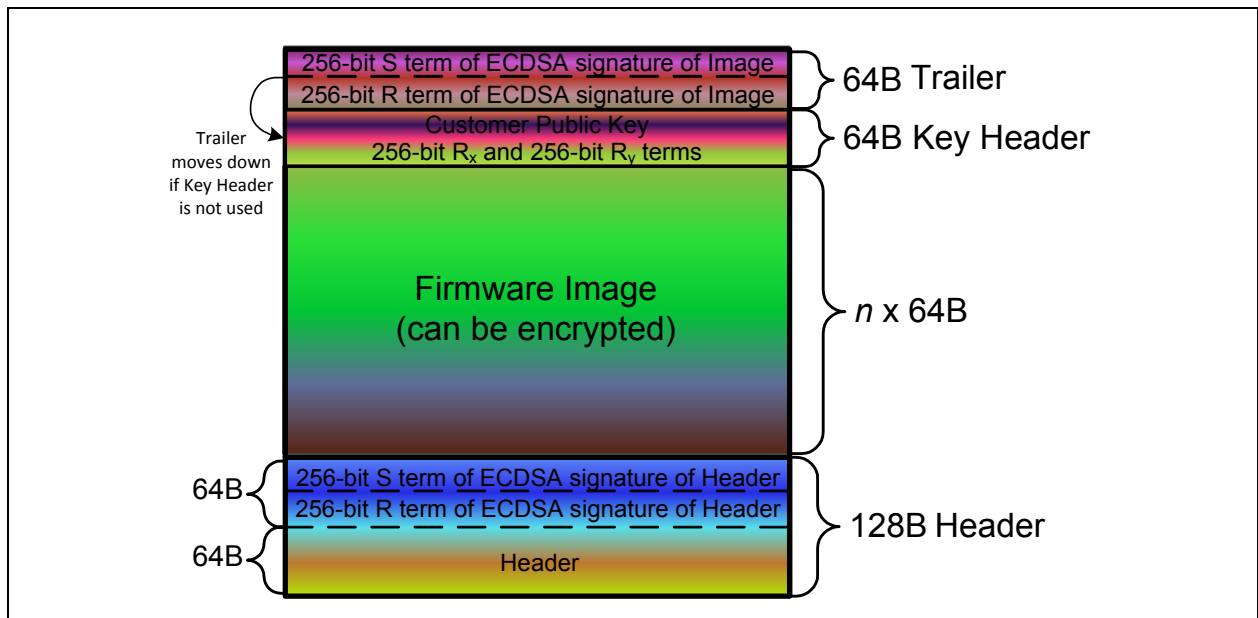 256-bit S term of ECDSA signature of Image
256-bit R term of ECDSA signature of Image
64B Trailer
Customer Public Key
256-bit Rx and 256-bit Ry terms
64B Key Header
Trailer
moves down
if Key Header
is not used
Firmware Image
(can be encrypted)
n x 64B
64B
256-bit S term of ECDSA signature of Header
256-bit R term of ECDSA signature of Header
64B
Header
128B Header